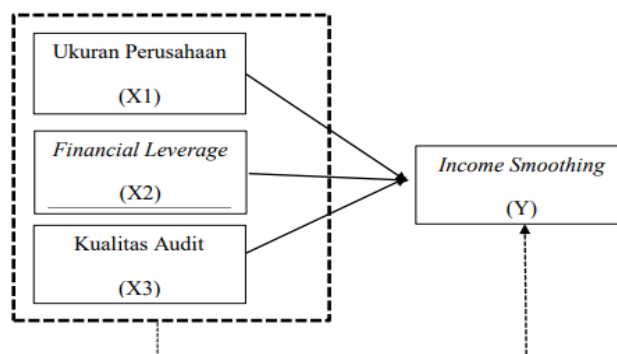 Ukuran Perusahaan
(X1)
Financial Leverage
(X2)
Kualitas Audit
(X3)
Income Smoothing
(Y)